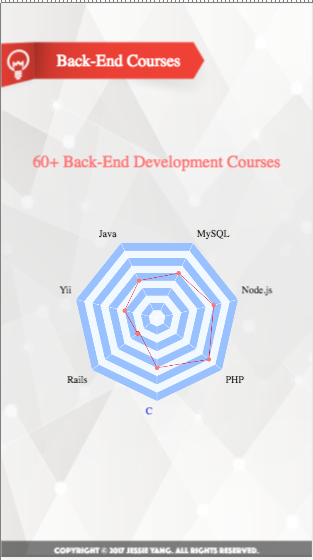 Back-End Courses
60+ Back-End Development Courses
Java
MySQL
Yii
Node.js
Rails
PHP
C
COPYRIGHT © 2017 JESSIE YANG. ALL RIGHTS RESERVED.